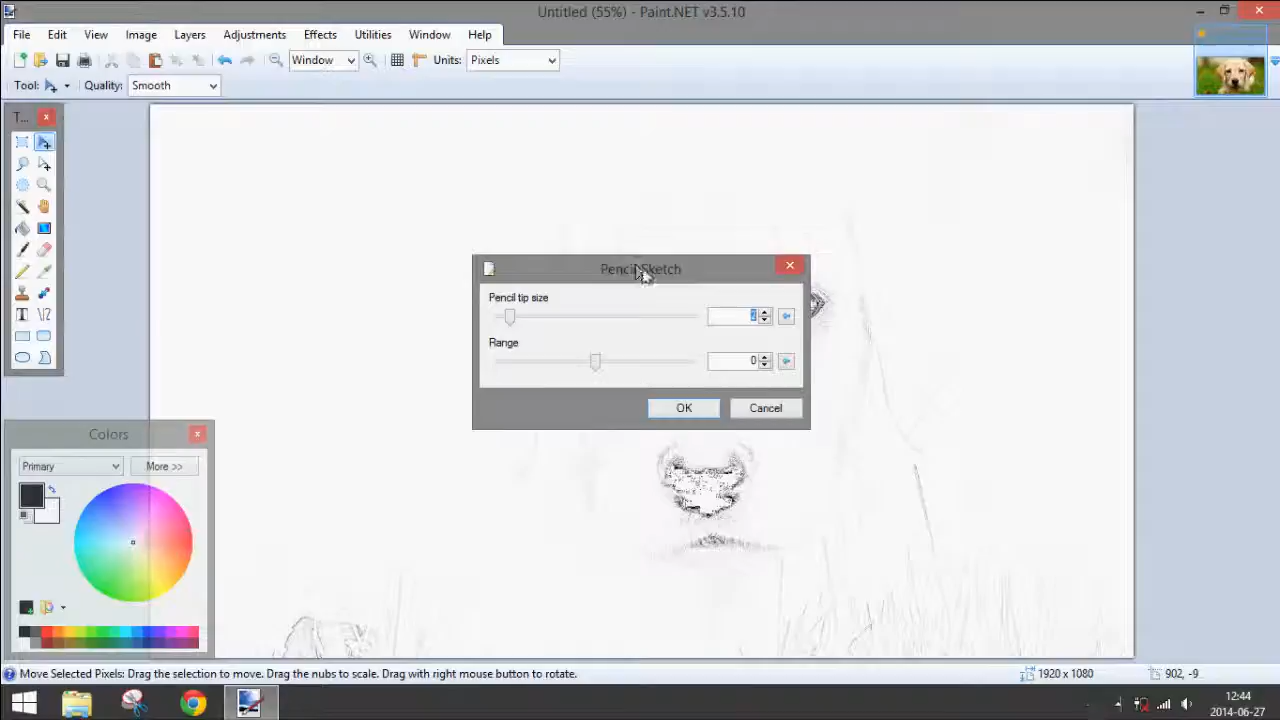 Untitled (55%) - Paint.NET v3.5.10
File Edit View Image Layers Adjustments Effects Utilities Window Help
Window Units: Pixels
Tool: Quality: Smooth
T...
Pencil Sketch
Pencil tip size
2
Range
0
OK Cancel
Colors
Primary More >>
Move Selected Pixels: Drag the selection to move. Drag the nubs to scale. Drag with right mouse button to rotate.
1920 x 1080
902, -9...
12:44
2014-06-27